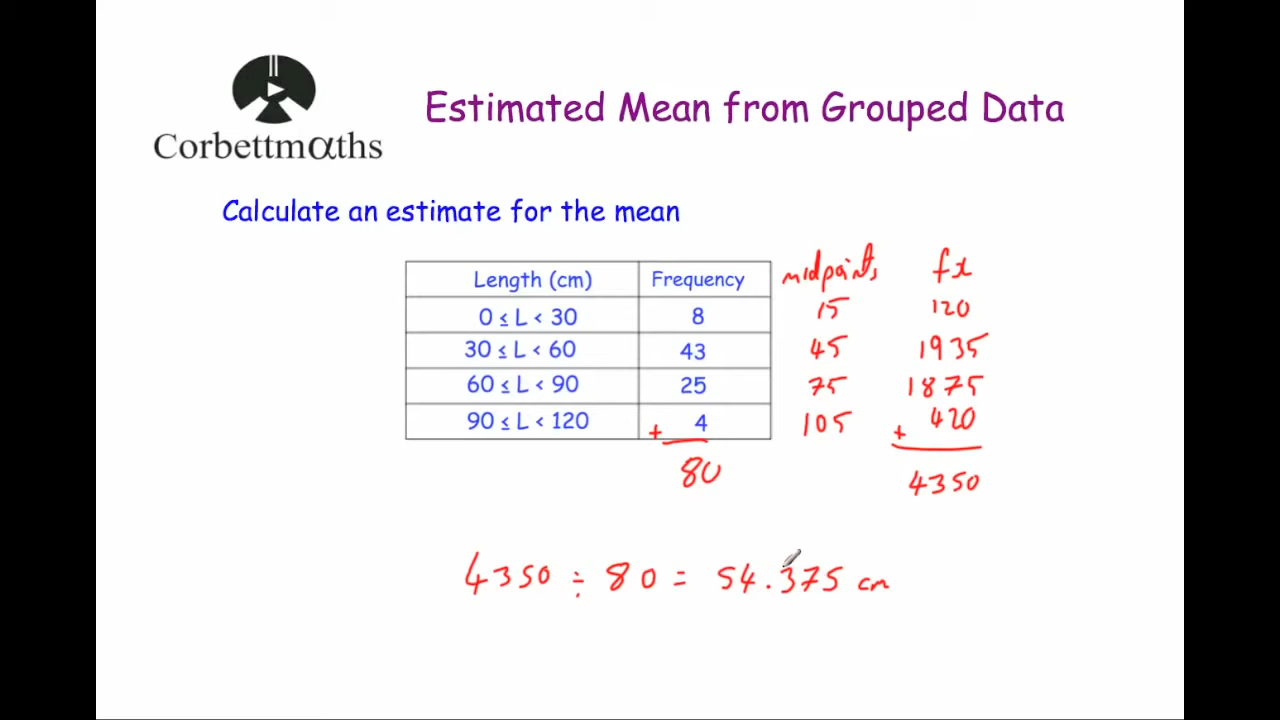 Corbettmαths
Estimated Mean from Grouped Data
Calculate an estimate for the mean
Length (cm) Frequency midpoints fx
0 ≤ L < 30 8 15 120
30 ≤ L < 60 43 45 1935
60 ≤ L < 90 25 75 1875
90 ≤ L < 120 + 4 105 + 420
80 4350
4350 ÷ 80 = 54.375 cm